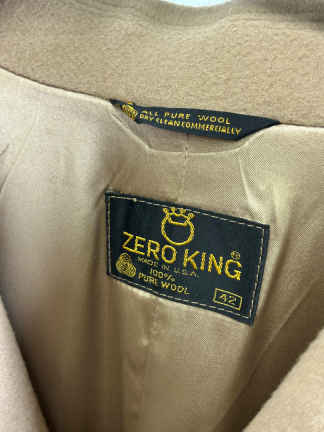 ALL PURE WOOL
DRY CLEAN COMMERCIALLY
ZERO KING ®
MADE IN U.S.A.
100%
PURE WOOL
42